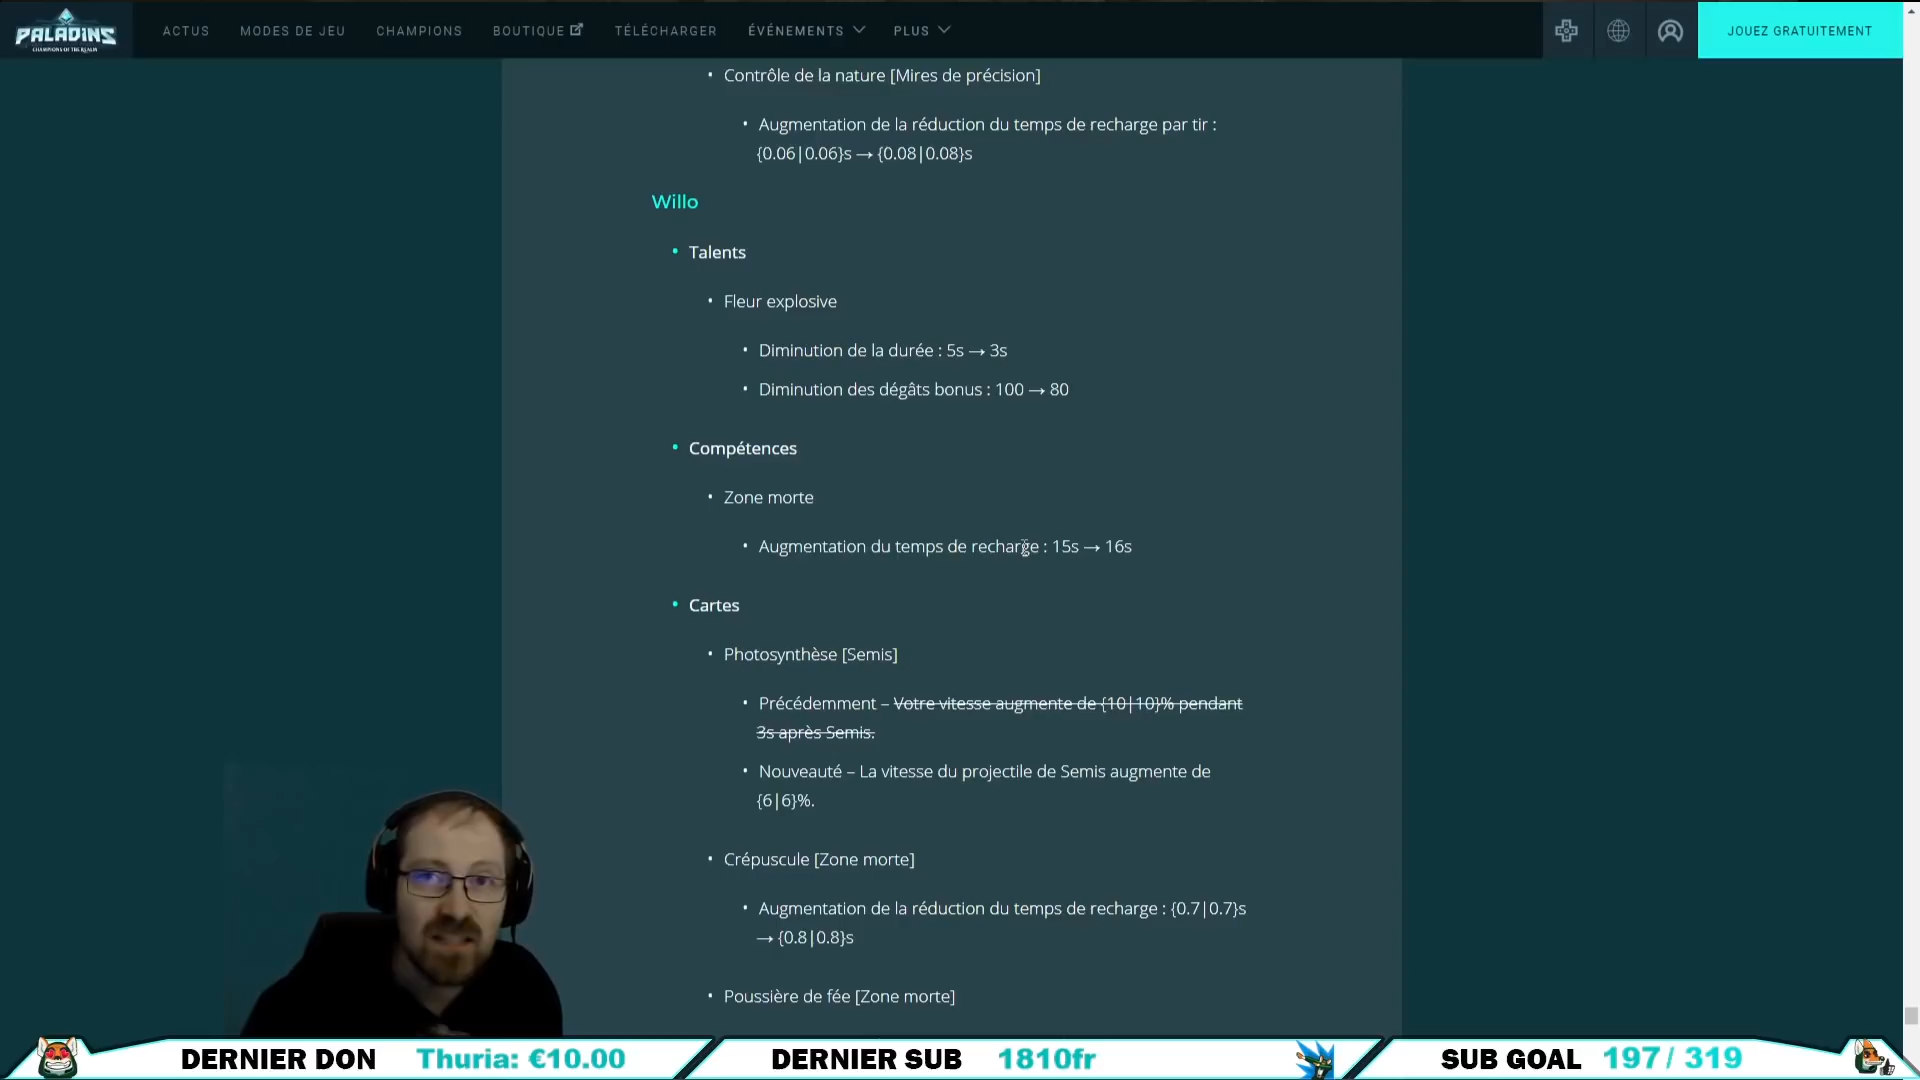 PALADINS
CHAMPIONS OF THE REALM
ACTUS
MODES DE JEU
CHAMPIONS
BOUTIQUE
TÉLÉCHARGER
ÉVÉNEMENTS
PLUS
JOUEZ GRATUITEMENT
• Contrôle de la nature [Mires de précision]
• Augmentation de la réduction du temps de recharge par tir :
{0.06|0.06}s → {0.08|0.08}s
Willo
• Talents
• Fleur explosive
• Diminution de la durée : 5s → 3s
• Diminution des dégâts bonus : 100 → 80
• Compétences
• Zone morte
• Augmentation du temps de recharge : 15s → 16s
• Cartes
• Photosynthèse [Semis]
• Précédemment – Votre vitesse augmente de {10|10}% pendant
3s après Semis.
• Nouveauté – La vitesse du projectile de Semis augmente de
{6|6}%.
• Crépuscule [Zone morte]
• Augmentation de la réduction du temps de recharge : {0.7|0.7}s
→ {0.8|0.8}s
• Poussière de fée [Zone morte]
DERNIER DON Thuria: €10.00
DERNIER SUB 1810fr
SUB GOAL 197 / 319